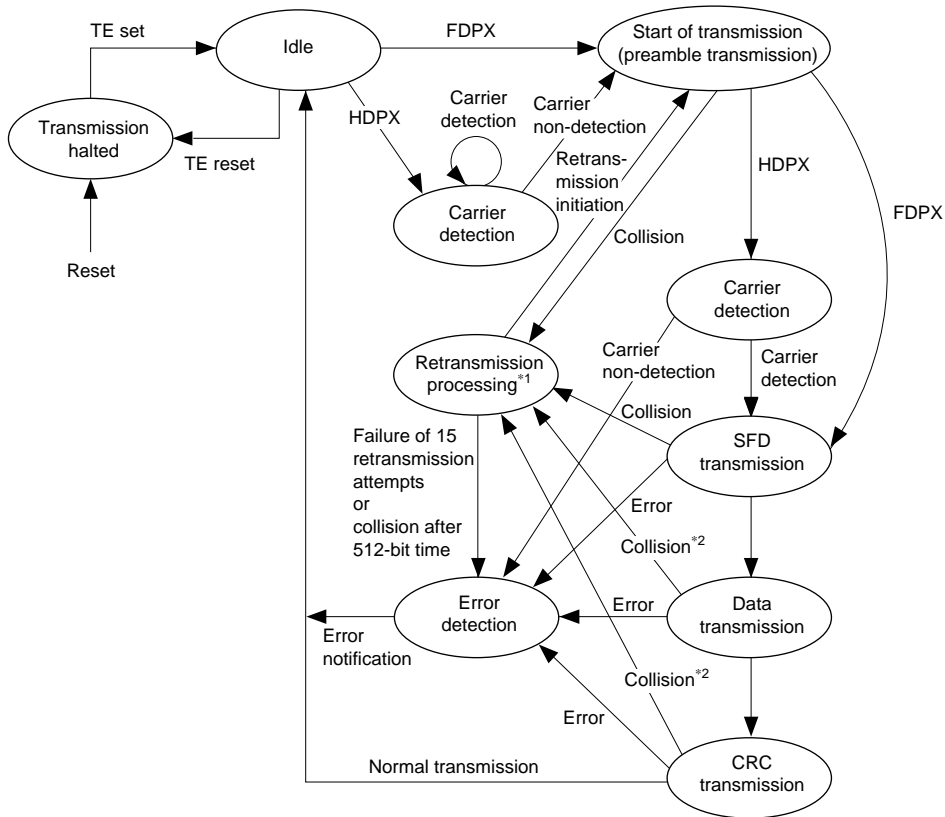 TE set
Idle
FDPX
Start of transmission
(preamble transmission)
Transmission
halted
TE reset
HDPX
Carrier
detection
Carrier
non-detection
Retrans-
mission
initiation
Carrier
detection
Collision
HDPX
FDPX
Reset
Carrier
detection
Retransmission
processing*1
Carrier
non-detection
Carrier
detection
Collision
SFD
transmission
Failure of 15
retransmission
attempts
or
collision after
512-bit time
Error
Collision*2
Error
detection
Error
Data
transmission
Error
notification
Collision*2
Error
Normal transmission
CRC
transmission